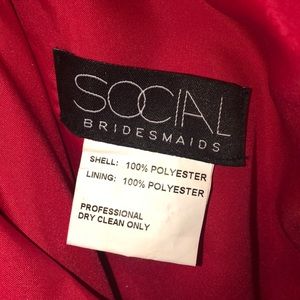 SOCIAL
BRIDESMAIDS
SHELL: 100% POLYESTER
LINING: 100% POLYESTER
PROFESSIONAL
DRY CLEAN ONLY